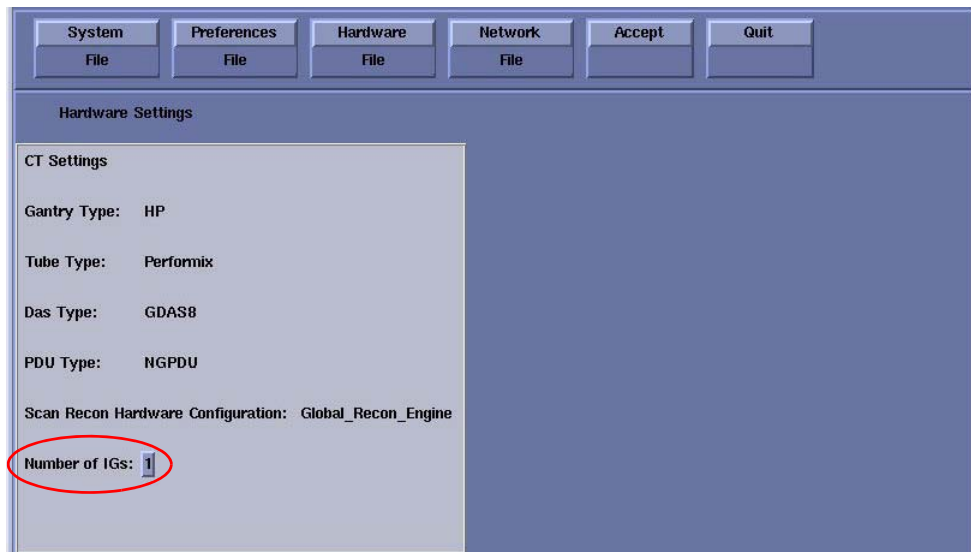 System Preferences Hardware Network Accept Quit
File File File File
Hardware Settings
CT Settings
Gantry Type: HP
Tube Type: Performix
Das Type: GDAS8
PDU Type: NGPDU
Scan Recon Hardware Configuration: Global_Recon_Engine
Number of IGs: 1